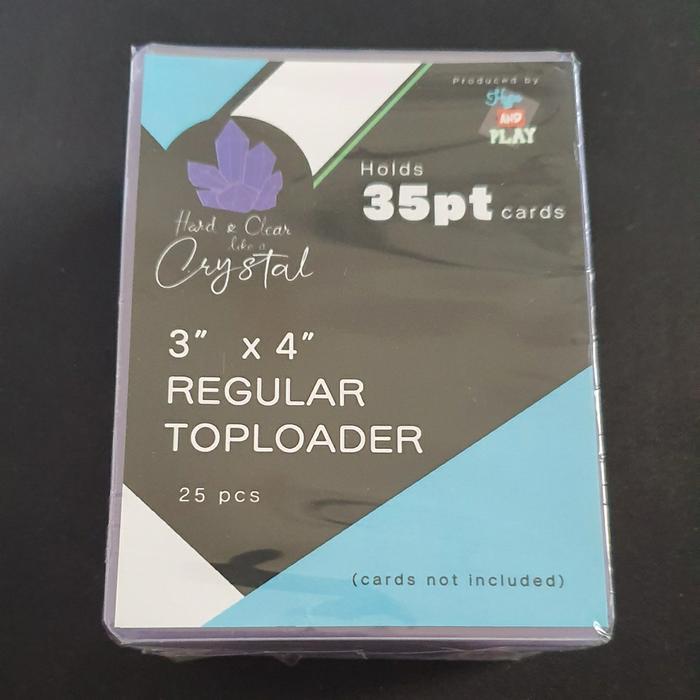 Produced by
AND
PLAY
Holds
35pt cards
Hard & Clear
like a
Crystal
3" x 4"
REGULAR
TOPLOADER
25 pcs
(cards not included)